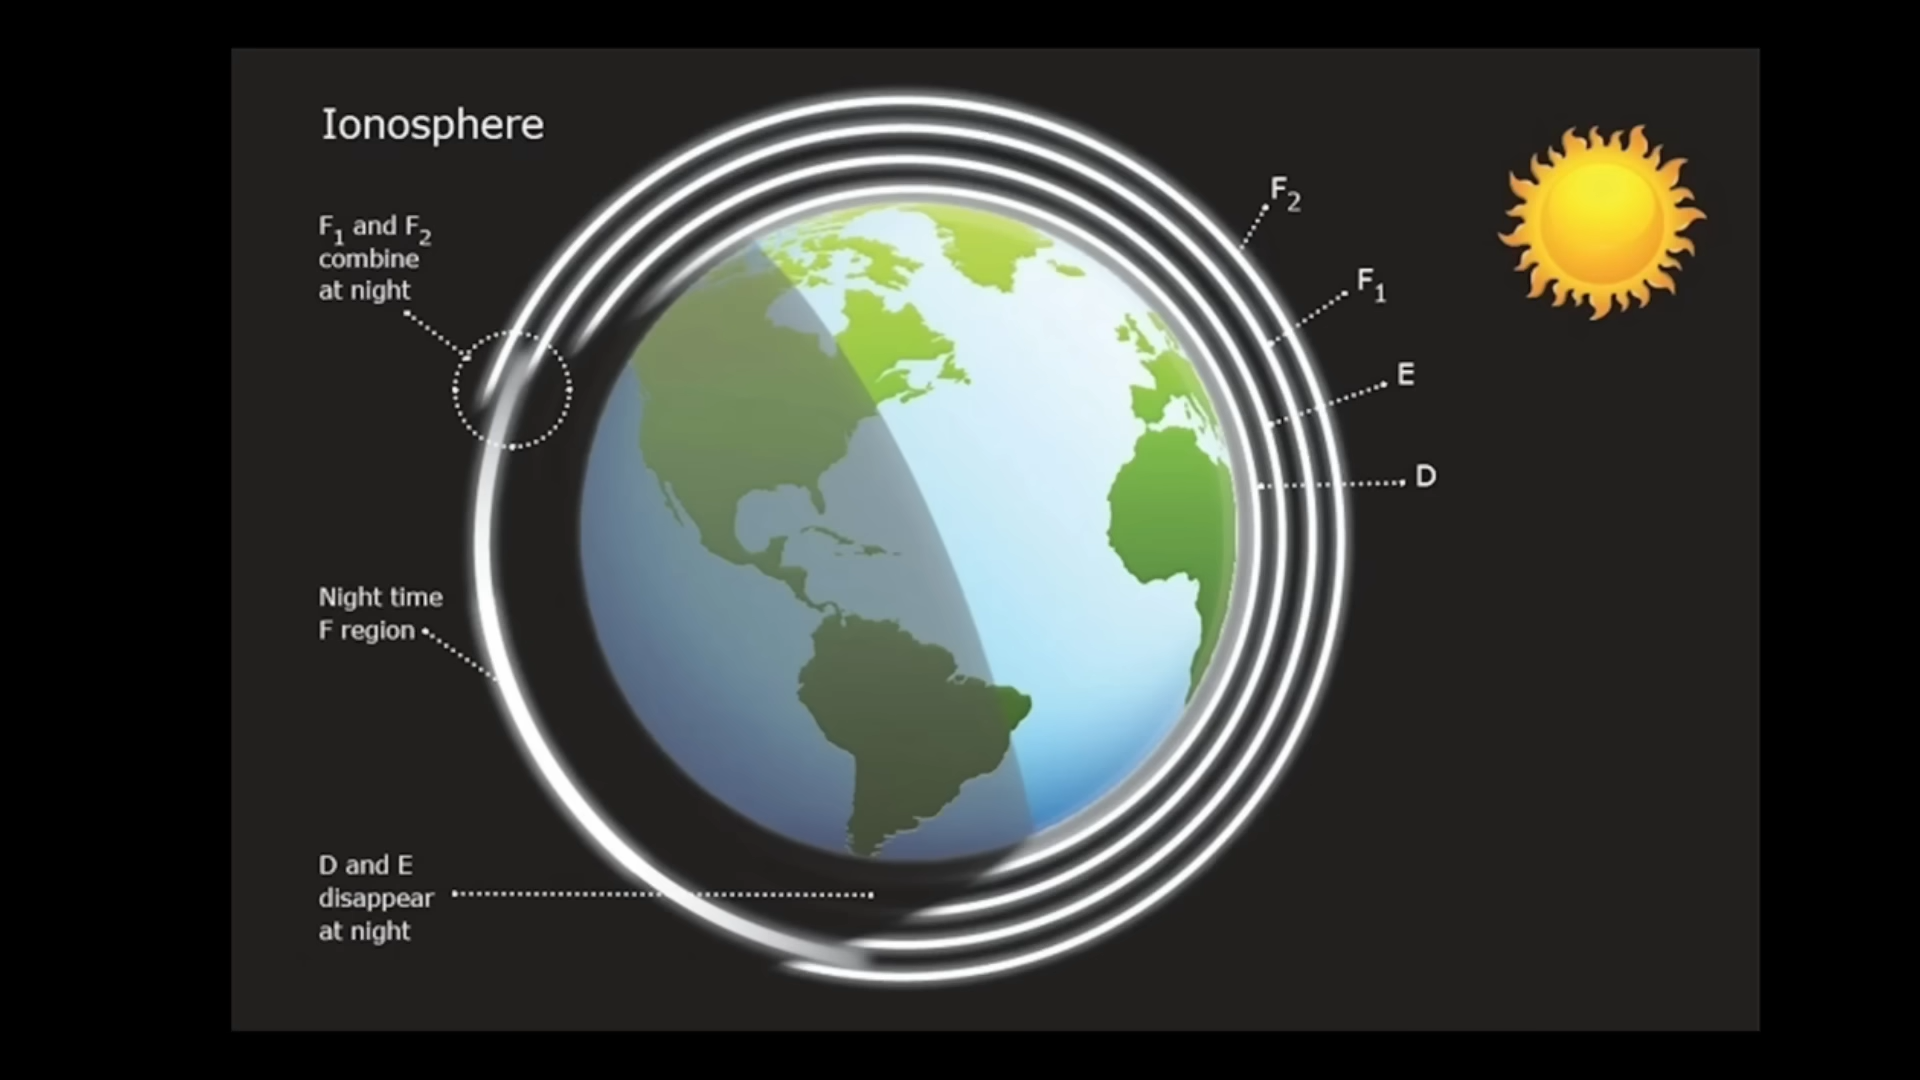 Ionosphere
F₁ and F₂
combine
at night
Night time
F region
D and E
disappear
at night
F₂
F₁
E
D